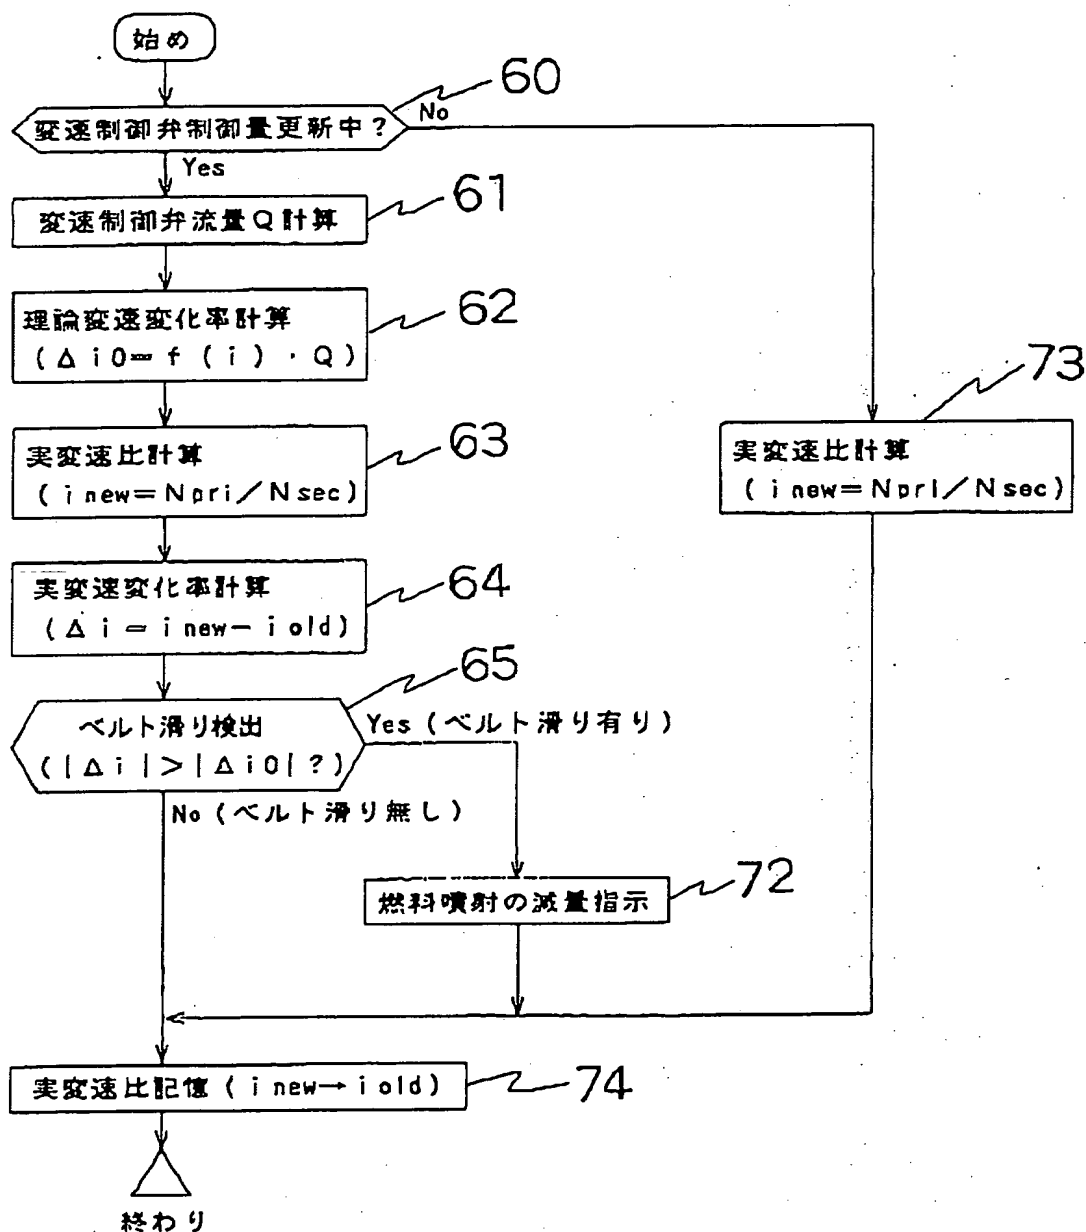 始め
60
変速制御弁制御量更新中？
No
Yes
61
変速制御弁流量Q計算
62
理論変速変化率計算
(Δi0=f(i)・Q)
73
63
実変速比計算
(inew=Npri/Nsec)
実変速比計算
(inew=Npri/Nsec)
64
実変速変化率計算
(Δi=inew-iold)
65
ベルト滑り検出
(|Δi|>|Δi0|?)
Yes(ベルト滑り有り)
No(ベルト滑り無し)
72
燃料噴射の減量指示
実変速比記憶(inew→iold)
74
終わり